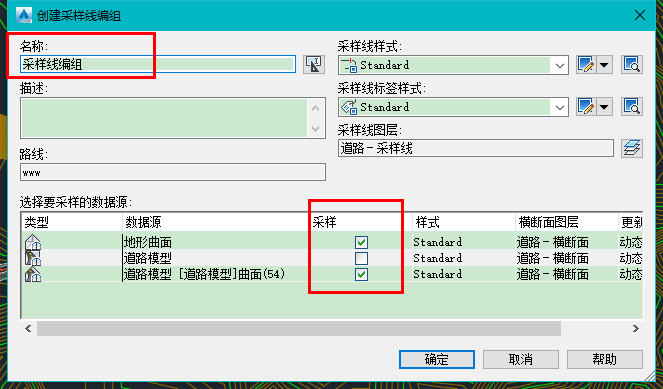 创建采样线编组
名称:
采样线编组
描述:
路线:
www
采样线样式:
Standard
采样线标签样式:
Standard
采样线图层:
道路-采样线
选择要采样的数据源:
类型 数据源 采样 样式 横断面图层 更新
地形曲面 Standard 道路-横断面 动态
道路模型 Standard 道路-横断面 动态
道路模型 [道路模型]曲面(54) Standard 道路-横断面 动态
确定 取消 帮助